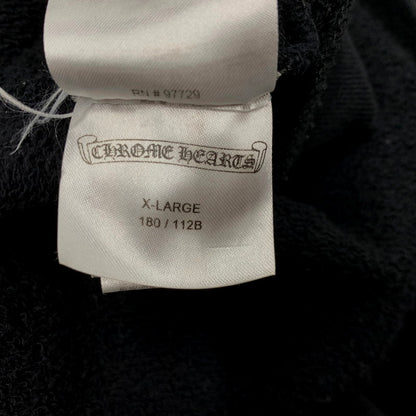 RN # 97729
CHROME HEARTS
X-LARGE
180 / 112B